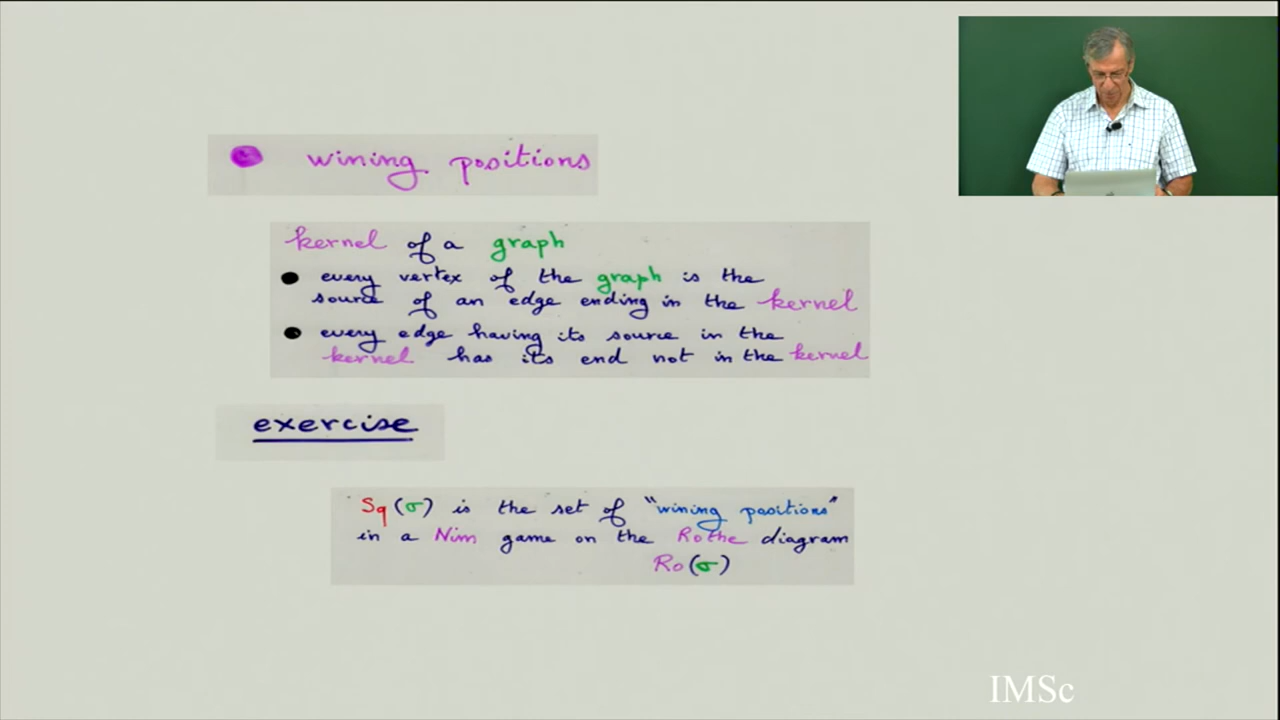 wining positions
kernel of a graph
every vertex of the graph is the
source of an edge ending in the kernel
every edge having its source in the
kernel has its end not in the kernel
exercise
Sq(σ) is the set of "wining positions"
in a Nim game on the Rothe diagram
Ro(σ)
IMSc